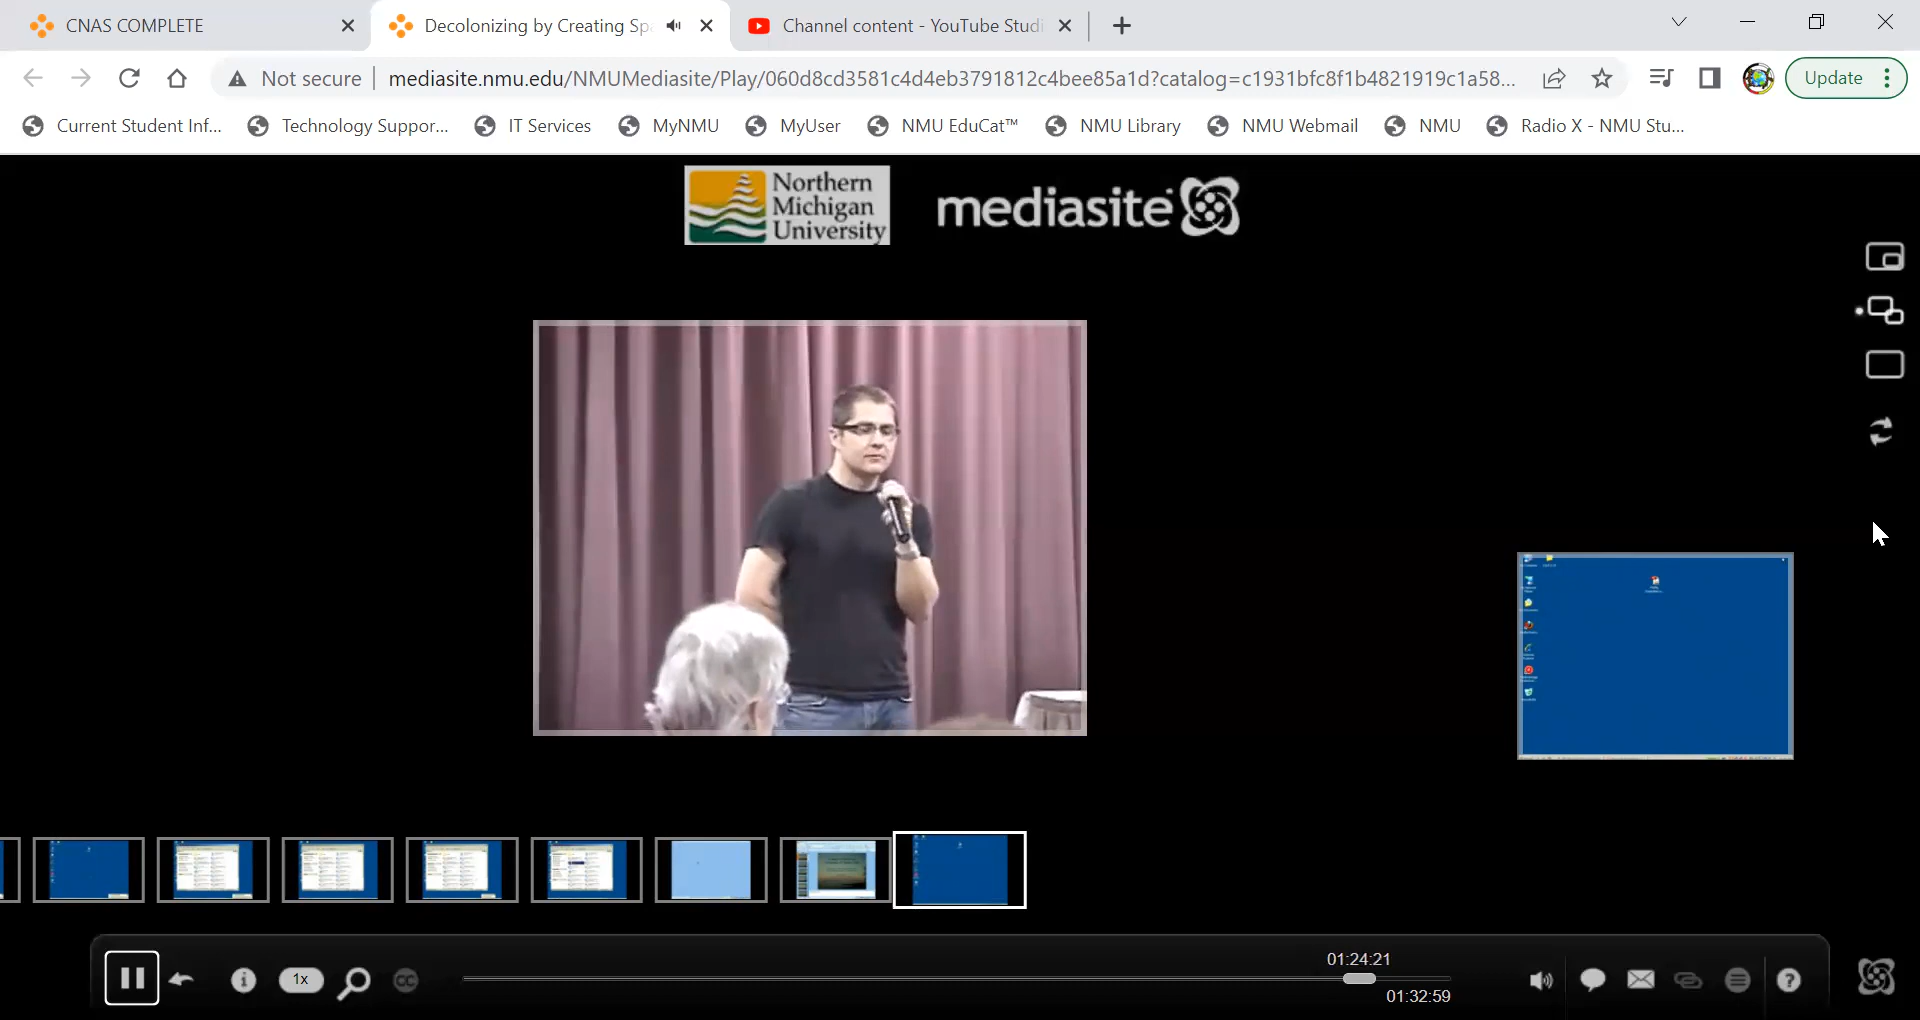 CNAS COMPLETE
Decolonizing by Creating Sp
Channel content - YouTube Studi
Not secure
mediasite.nmu.edu/NMUMediasite/Play/060d8cd3581c4d4eb3791812c4bee85a1d?catalog=c1931bfc8f1b4821919c1a58...
Update
Current Student Inf...
Technology Suppor...
IT Services
MyNMU
MyUser
NMU EduCat™
NMU Library
NMU Webmail
NMU
Radio X - NMU Stu...
Northern
Michigan
University
mediasite
1x
CC
01:24:21
01:32:59